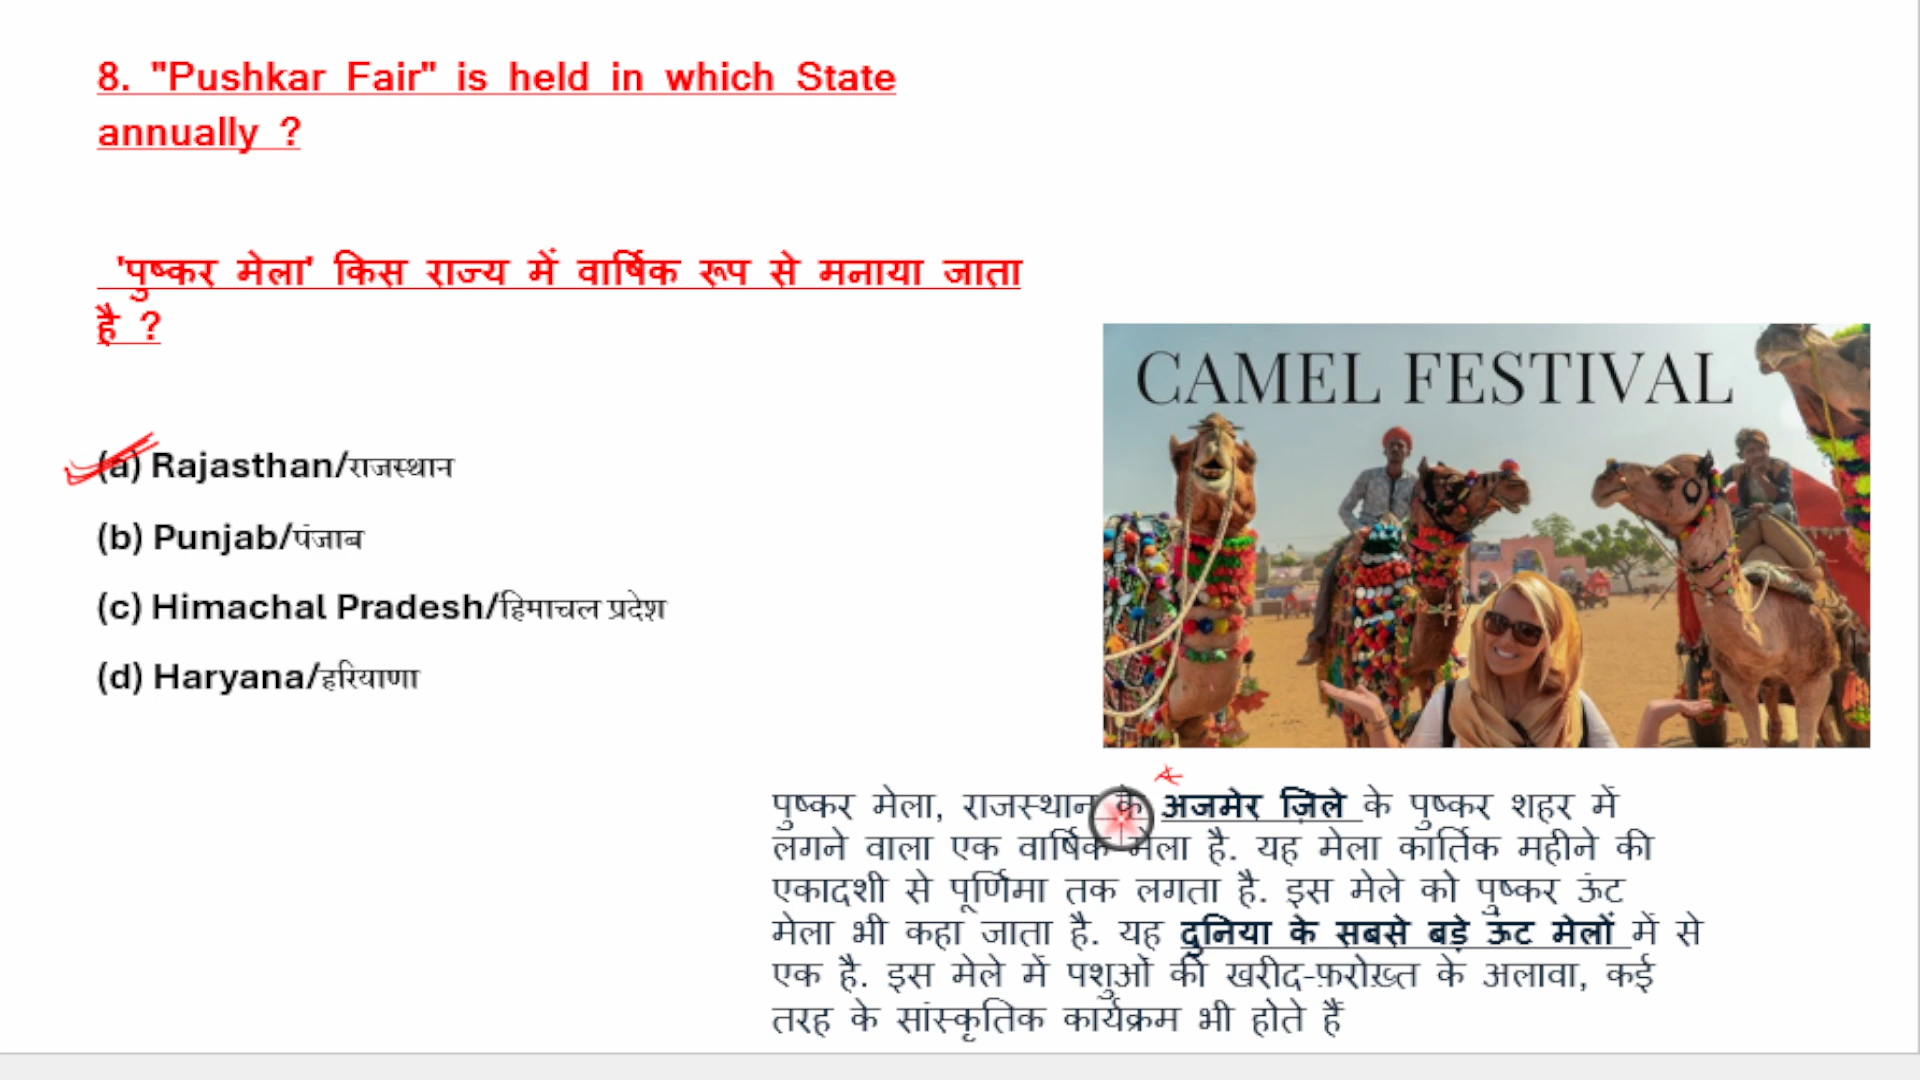 8. "Pushkar Fair" is held in which State
annually ?
'पुष्कर मेला' किस राज्य में वार्षिक रूप से मनाया जाता
है ?
(a) Rajasthan/राजस्थान
(b) Punjab/पंजाब
(c) Himachal Pradesh/हिमाचल प्रदेश
(d) Haryana/हरियाणा
CAMEL FESTIVAL
पुष्कर मेला, राजस्थान के अजमेर ज़िले के पुष्कर शहर में
लगने वाला एक वार्षिक मेला है. यह मेला कार्तिक महीने की
एकादशी से पूर्णिमा तक लगता है. इस मेले को पुष्कर ऊंट
मेला भी कहा जाता है. यह दुनिया के सबसे बड़े ऊंट मेलों में से
एक है. इस मेले में पशुओं की खरीद-फ़रोख़्त के अलावा, कई
तरह के सांस्कृतिक कार्यक्रम भी होते हैं